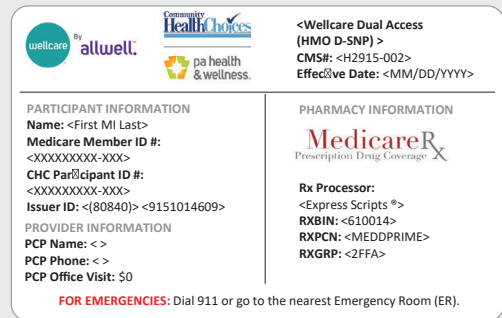 wellcare
By
allwell.
Community
HealthChoices
pa health
& wellness.
<Wellcare Dual Access
(HMO D-SNP) >
CMS#: <H2915-002>
Effec�ve Date: <MM/DD/YYYY>
PARTICIPANT INFORMATION
Name: <First MI Last>
Medicare Member ID #:
<XXXXXXXXX-XXX>
CHC Par�cipant ID #:
<XXXXXXXXX-XXX>
Issuer ID: <(80840)> <9151014609>
PROVIDER INFORMATION
PCP Name: < >
PCP Phone: < >
PCP Office Visit: $0
PHARMACY INFORMATION
MedicareRx
Prescription Drug Coverage
Rx Processor:
<Express Scripts ®>
RXBIN: <610014>
RXPCN: <MEDDPRIME>
RXGRP: <2FFA>
FOR EMERGENCIES: Dial 911 or go to the nearest Emergency Room (ER).